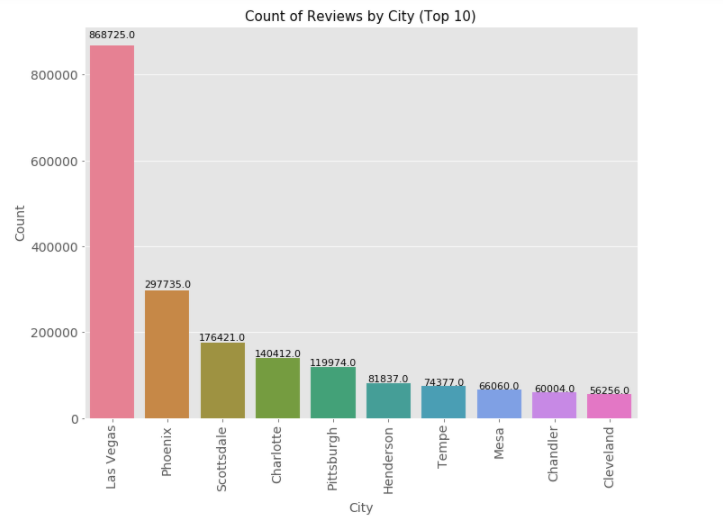 Count of Reviews by City (Top 10)
868725.0
800000
600000
400000
200000
0
Count
297735.0
176421.0
140412.0
119974.0
81837.0
74377.0
66060.0
60004.0
56256.0
Las Vegas
Phoenix
Scottsdale
Charlotte
Pittsburgh
Henderson
Tempe
Mesa
Chandler
Cleveland
City